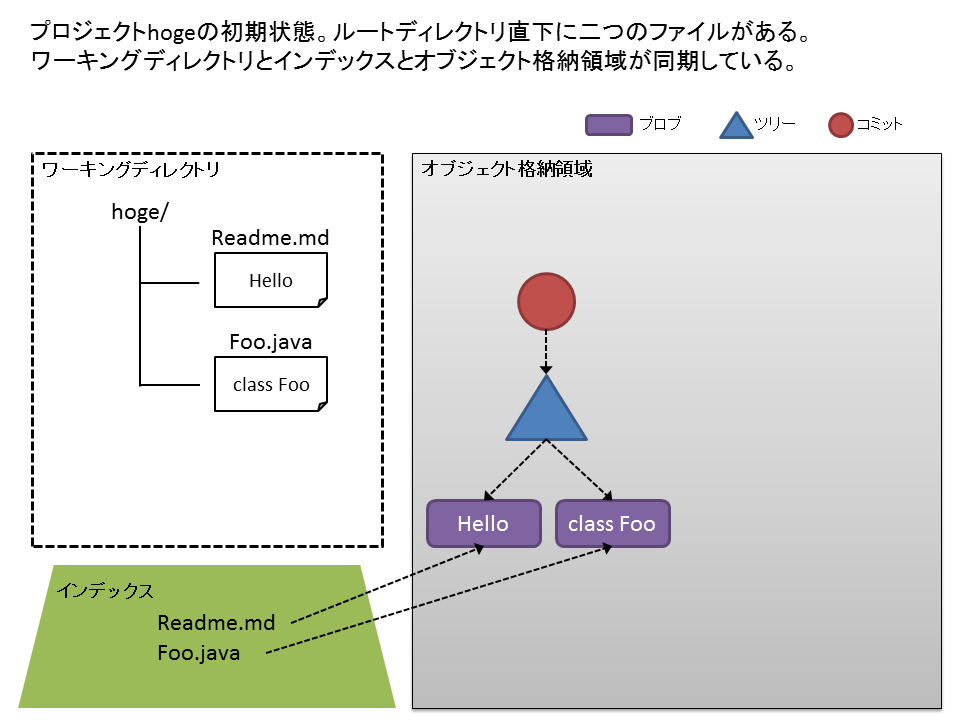 プロジェクトhogeの初期状態。ルートディレクトリ直下に二つのファイルがある。
ワーキングディレクトリとインデックスとオブジェクト格納領域が同期している。
ブロブ
ツリー
コミット
ワーキングディレクトリ
hoge/
Readme.md
Hello
Foo.java
class Foo
オブジェクト格納領域
Hello
class Foo
インデックス
Readme.md
Foo.java